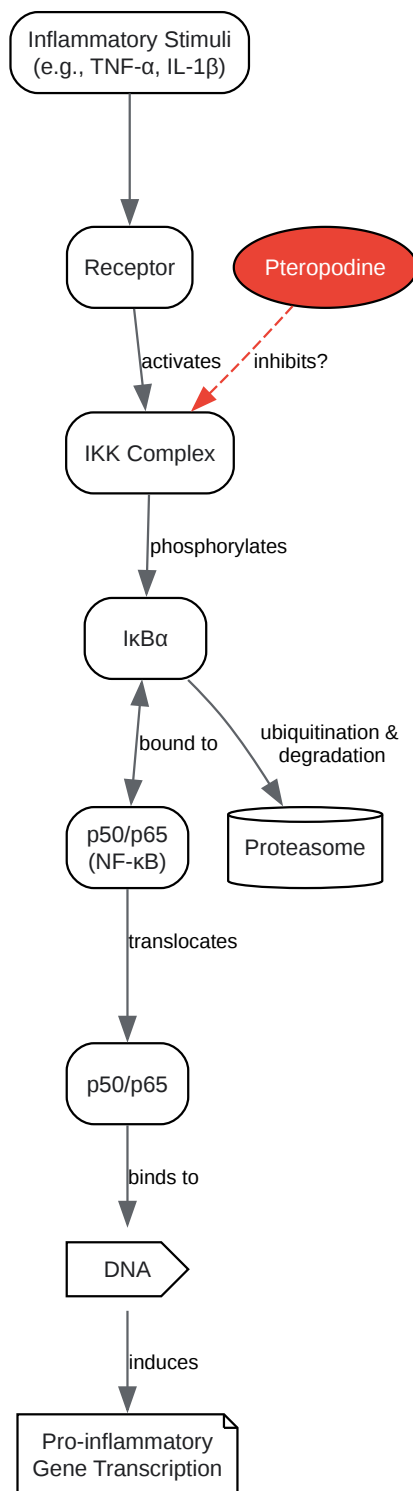 Inflammatory Stimuli
(e.g., TNF-α, IL-1β)
Receptor
Pteropodine
activates
inhibits?
IKK Complex
phosphorylates
IκBα
bound to
ubiquitination &
degradation
p50/p65
(NF-κB)
Proteasome
translocates
p50/p65
binds to
DNA
induces
Pro-inflammatory
Gene Transcription